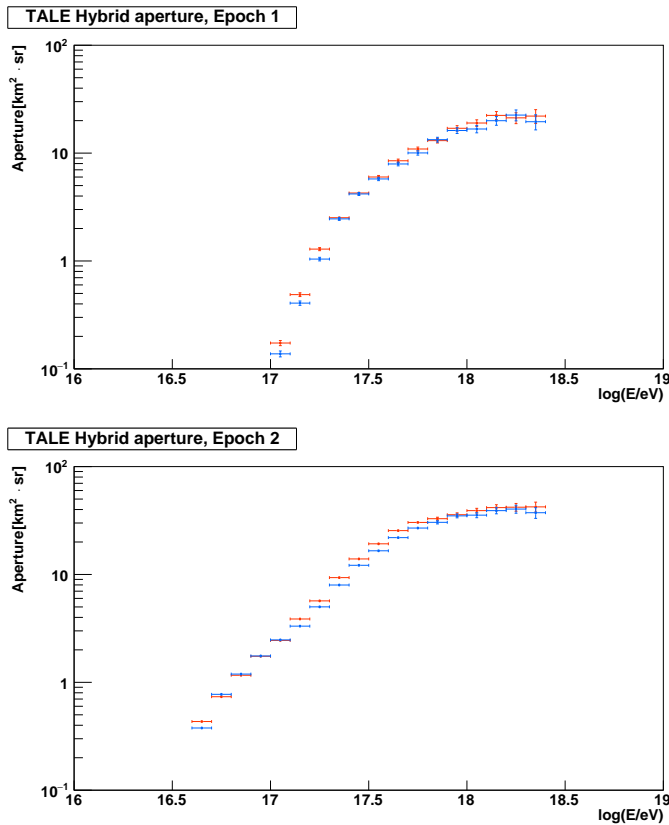 TALE Hybrid aperture, Epoch 1
Aperture[km² · sr]
10²
10
1
10⁻¹
16 16.5 17 17.5 18 18.5 19
log(E/eV)
TALE Hybrid aperture, Epoch 2
Aperture[km² · sr]
10²
10
1
10⁻¹
16 16.5 17 17.5 18 18.5 19
log(E/eV)